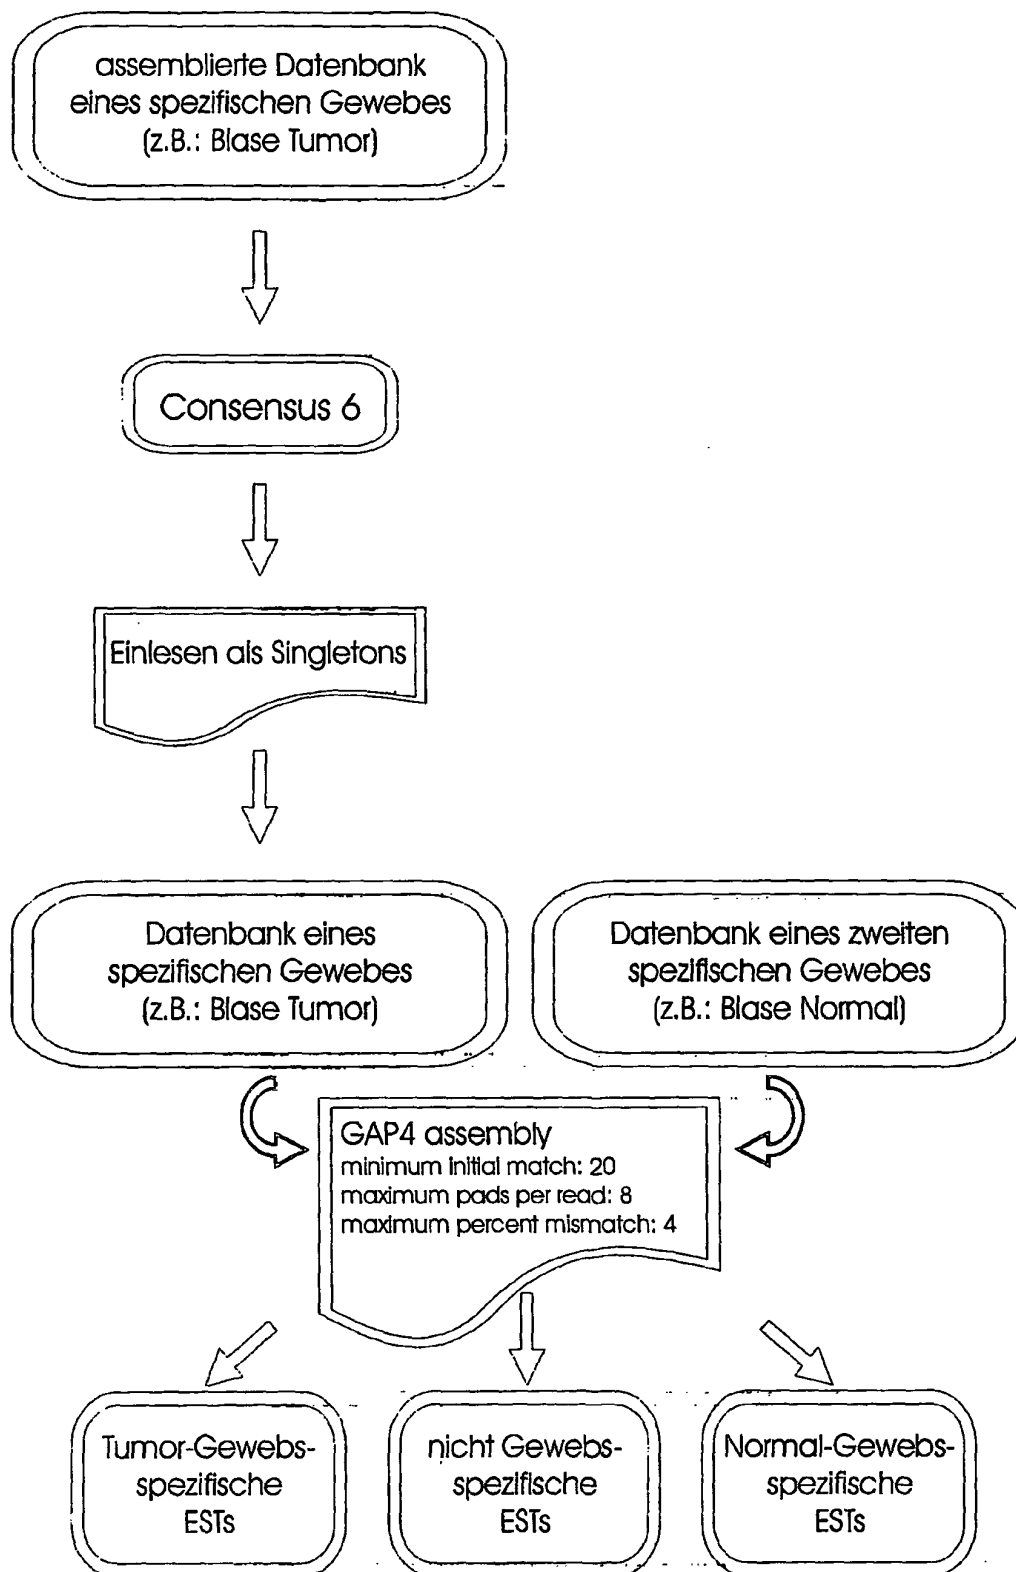 assemblierte Datenbank
eines spezifischen Gewebes
(z.B.: Blase Tumor)
Consensus 6
Einlesen als Singletons
Datenbank eines
spezifischen Gewebes
(z.B.: Blase Tumor)
Datenbank eines zweiten
spezifischen Gewebes
(z.B.: Blase Normal)
GAP4 assembly
minimum initial match: 20
maximum pads per read: 8
maximum percent mismatch: 4
Tumor-Gewebs-
spezifische
ESTs
nicht Gewebs-
spezifische
ESTs
Normal-Gewebs-
spezifische
ESTs